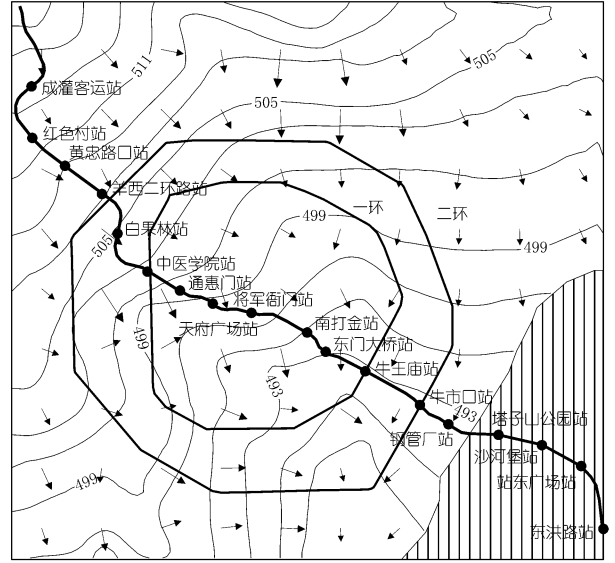 505
511
成灌客运站
505
红色村站
黄忠路口站
羊西二环路站
一环
二环
499
白果林站
505
499
中医学院站
通惠门站
将军衙门站
天府广场站
南打金站
499
东门大桥站
牛王庙站
493
牛市口站
493
塔子山公园站
钢管厂站
沙河堡站
499
站东广场站
东洪路站